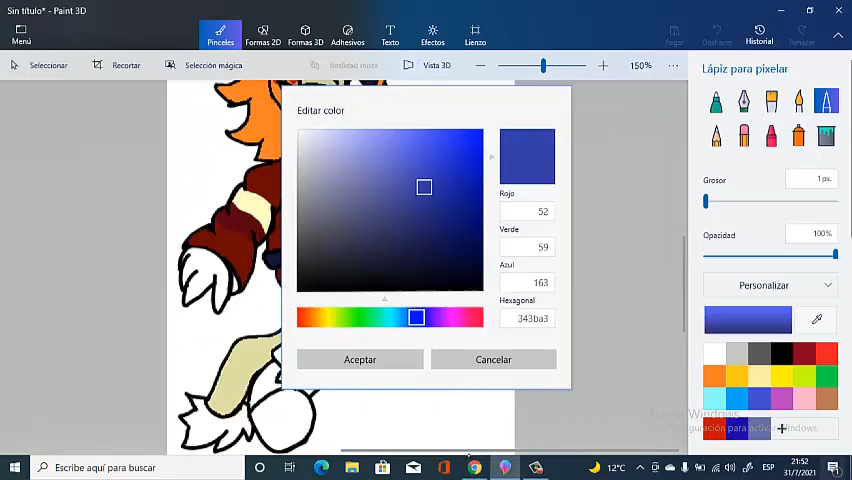 Sin título* - Paint 3D
Menú
Pinceles
Formas 2D
Formas 3D
Adhesivos
Texto
Efectos
Lienzo
Pegar
Deshacer
Historial
Rehacer
Seleccionar
Recortar
Selección mágica
Realidad mixta
Vista 3D
150%
Lápiz para pixelar
Editar color
Rojo
52
Verde
59
Azul
163
Hexagonal
343ba3
Aceptar
Cancelar
Grosor
1 px.
Opacidad
100%
Personalizar
Activar Windows
Ve a Configuración para activar Windows.
Escribe aquí para buscar
12°C
ESP
21:52
31/7/2021